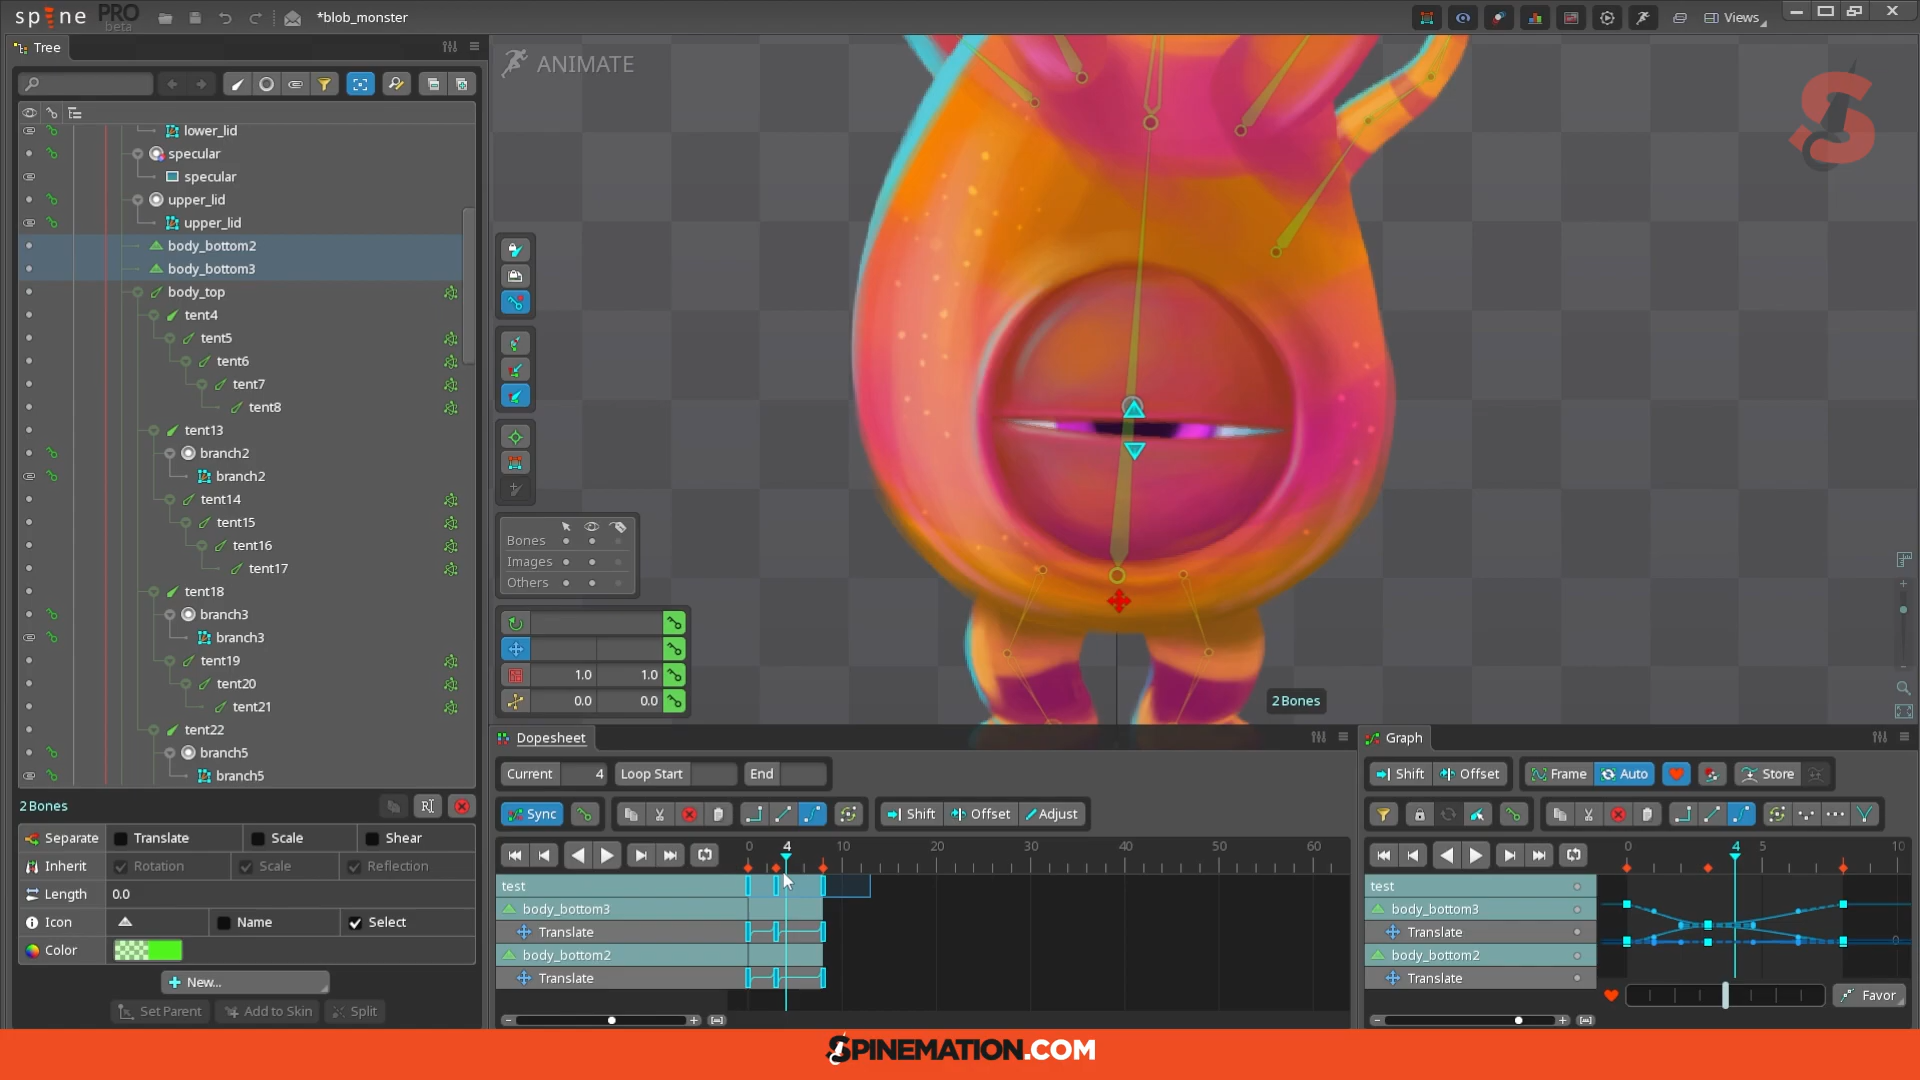 spine PRO
beta
*blob_monster
Views
Tree
ANIMATE
lower_lid
specular
specular
upper_lid
upper_lid
body_bottom2
body_bottom3
body_top
tent4
tent5
tent6
tent7
tent8
tent13
branch2
branch2
tent14
tent15
tent16
tent17
tent18
branch3
branch3
tent19
tent20
tent21
tent22
branch5
branch5
Bones
Images
Others
1.0 1.0
0.0 0.0
2 Bones
2 Bones
Separate Translate Scale Shear
Inherit Rotation Scale Reflection
Length 0.0
Icon Name Select
Color
New...
Set Parent Add to Skin Split
Dopesheet
Current 4 Loop Start End
Sync Shift Offset Adjust
0 4 10 20 30 40 50 60
test
body_bottom3
Translate
body_bottom2
Translate
Graph
Shift Offset Frame Auto Store
0 4 5 10
test
body_bottom3
Translate
body_bottom2
Translate
0
Favor
SPINEMATION.COM